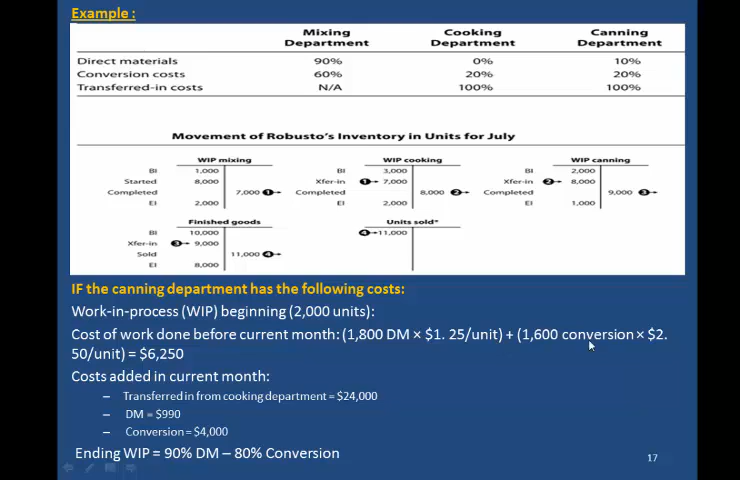 Example :
Mixing Department Cooking Department Canning Department
Direct materials 90% 0% 10%
Conversion costs 60% 20% 20%
Transferred-in costs N/A 100% 100%
Movement of Robusto's Inventory in Units for July
WIP mixing WIP cooking WIP canning
BI 1,000 BI 3,000 BI 2,000
Started 8,000 Xfer-in 1 7,000 Xfer-in 2 8,000
Completed 7,000 1 Completed 8,000 2 Completed 9,000 3
EI 2,000 EI 2,000 EI 1,000
Finished goods Units sold*
BI 10,000 4 11,000
Xfer-in 3 9,000
Sold 11,000 4
EI 8,000
IF the canning department has the following costs:
Work-in-process (WIP) beginning (2,000 units):
Cost of work done before current month: (1,800 DM × $1. 25/unit) + (1,600 conversion × $2.
50/unit) = $6,250
Costs added in current month:
– Transferred in from cooking department = $24,000
– DM = $990
– Conversion = $4,000
Ending WIP = 90% DM – 80% Conversion
17